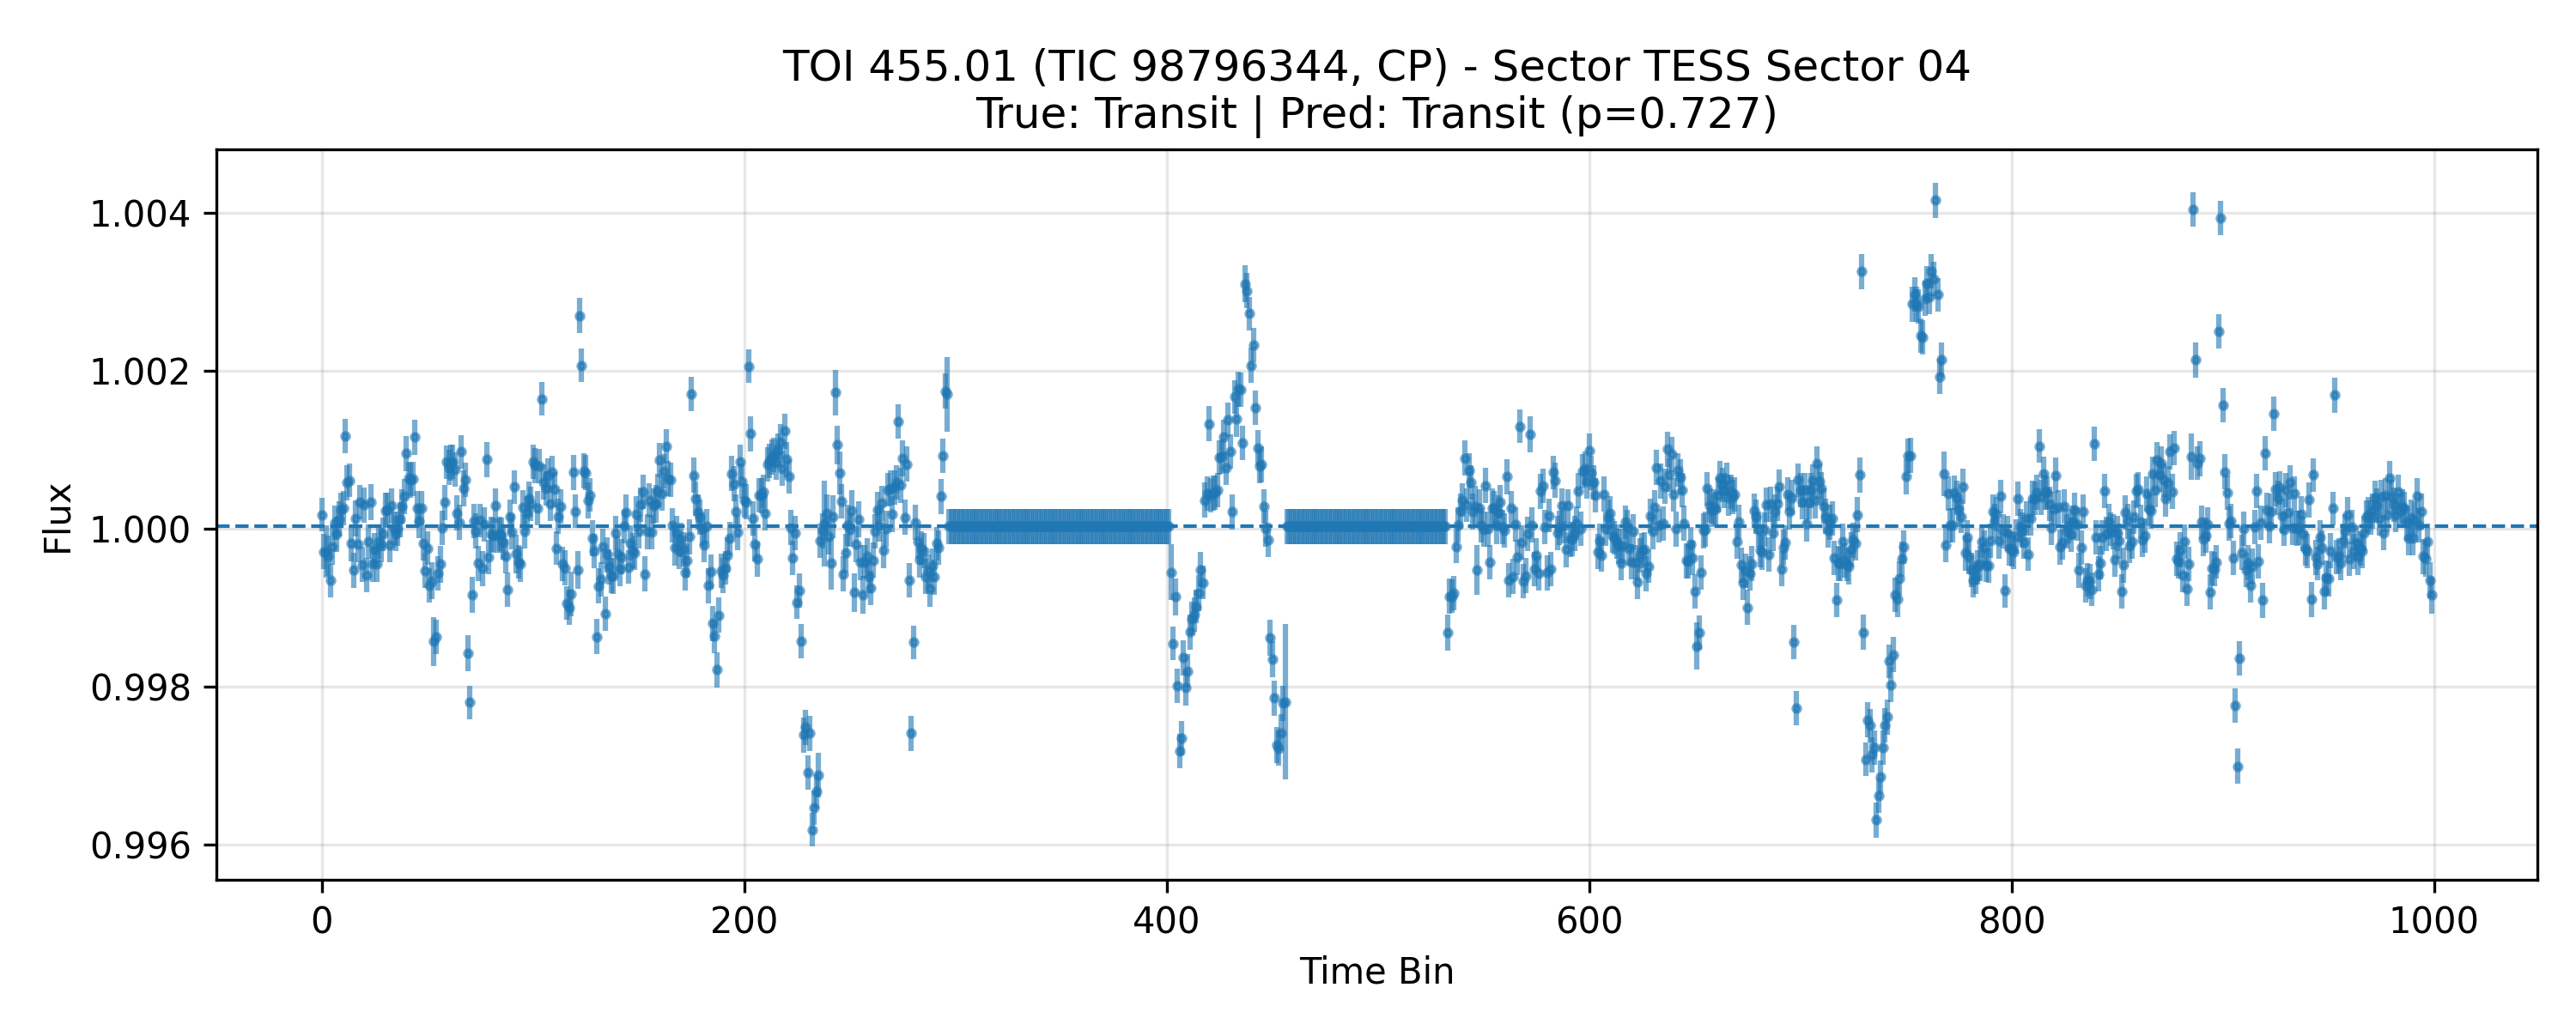 TOI 455.01 (TIC 98796344, CP) - Sector TESS Sector 04
True: Transit | Pred: Transit (p=0.727)
Flux
1.004
1.002
1.000
0.998
0.996
0
200
400
600
800
1000
Time Bin